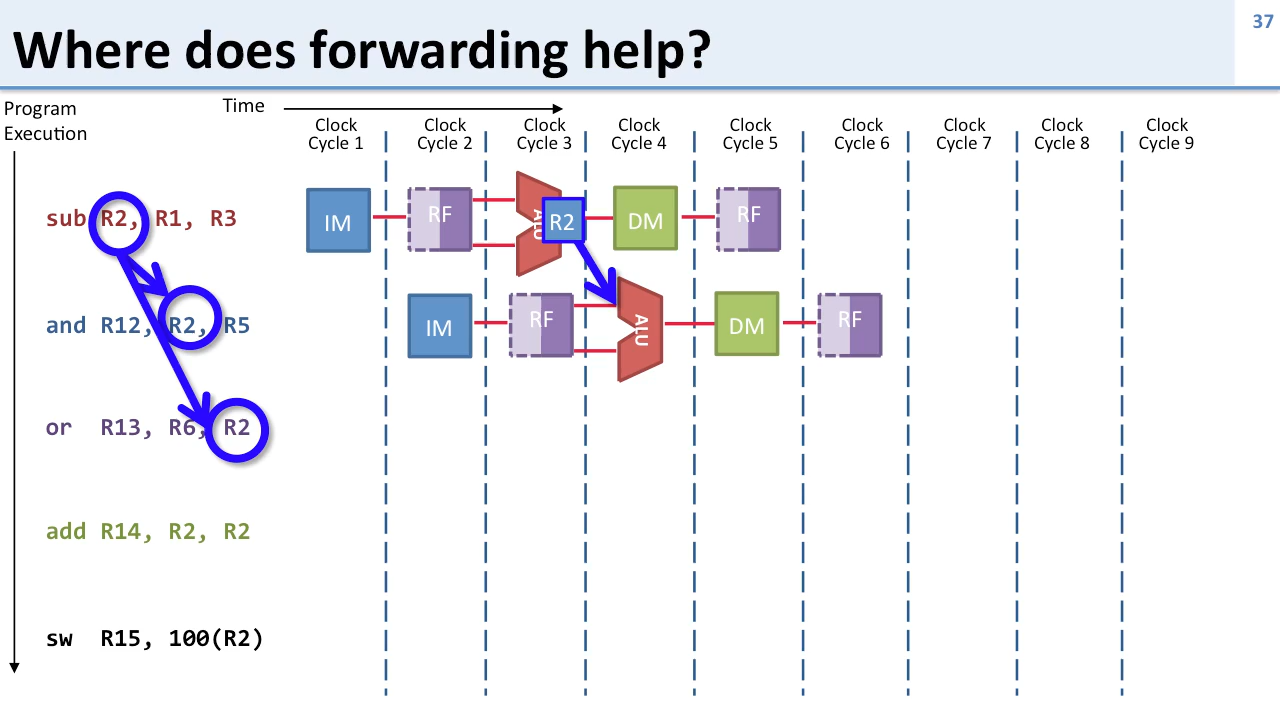 37
Where does forwarding help?
Program
Execution
Time
Clock
Cycle 1
Clock
Cycle 2
Clock
Cycle 3
Clock
Cycle 4
Clock
Cycle 5
Clock
Cycle 6
Clock
Cycle 7
Clock
Cycle 8
Clock
Cycle 9
sub R2, R1, R3
IM
RF
ALU
R2
DM
RF
and R12, R2, R5
IM
RF
ALU
DM
RF
or R13, R6, R2
add R14, R2, R2
sw R15, 100(R2)